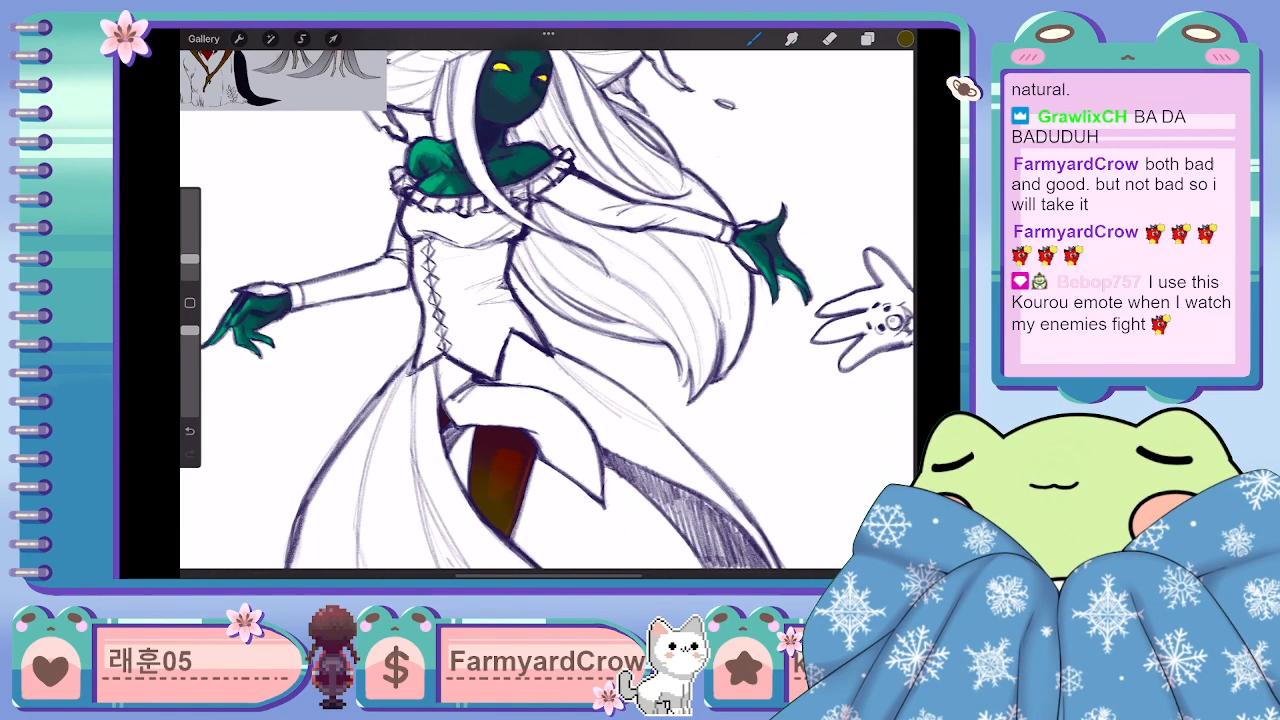 Gallery
natural.
GrawlixCH BA DA
BADUDUH
FarmyardCrow both bad
and good. but not bad so i
will take it
FarmyardCrow
Bebop757 I use this
Kourou emote when I watch
my enemies fight
래훈05
FarmyardCrow